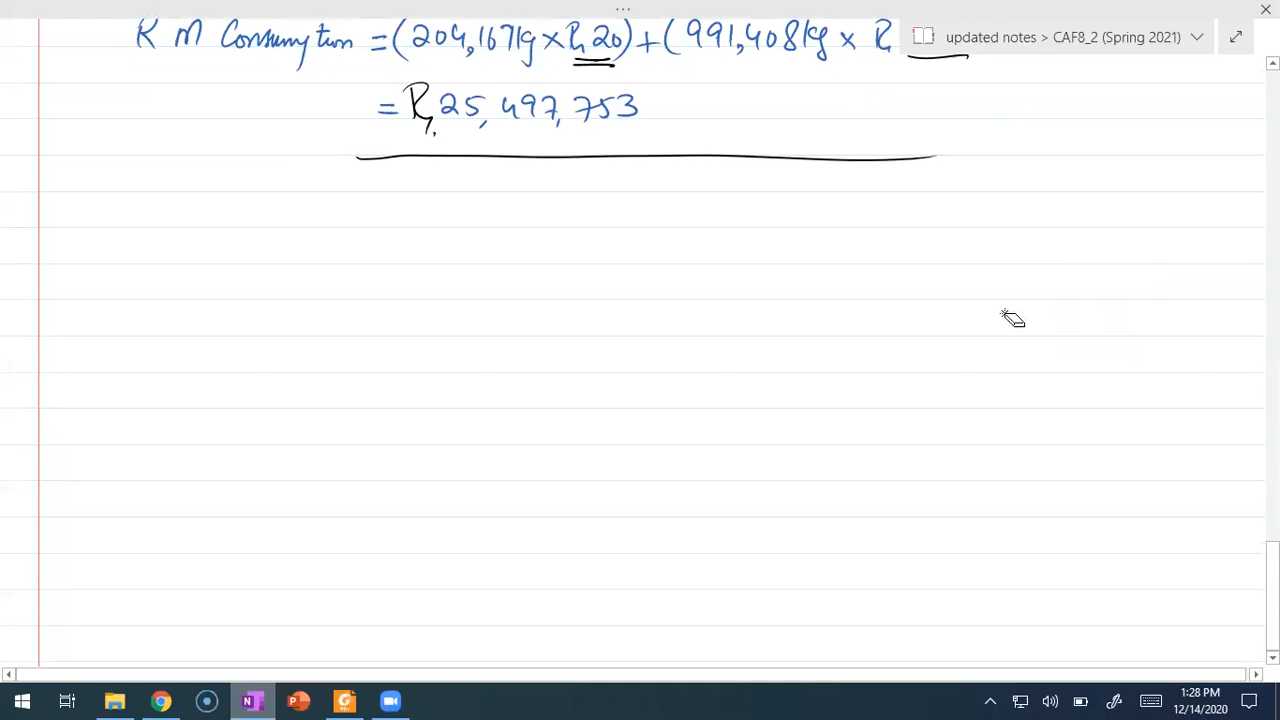 updated notes > CAF8_2 (Spring 2021)
R M Consumption = (204,167kg × Rs 20) + (991,408kg × R
= Rs, 25,497,753
1:28 PM
12/14/2020